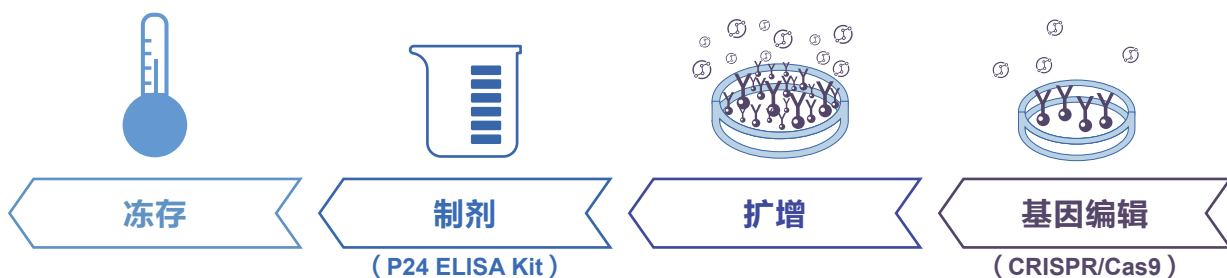 冻存
制剂
扩增
基因编辑
（P24 ELISA Kit）
（CRISPR/Cas9）